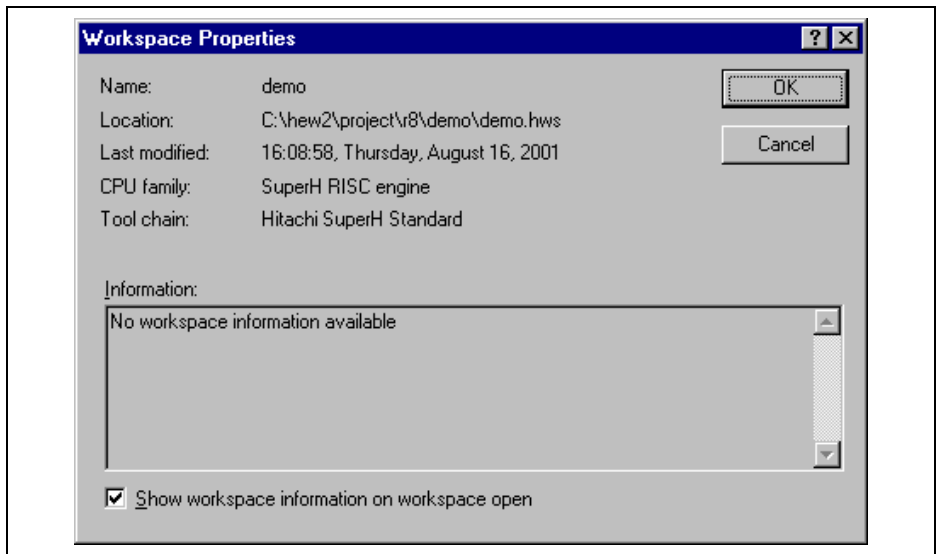 Workspace Properties
Name: demo
OK
Location: C:\hew2\project\r8\demo\demo.hws
Last modified: 16:08:58, Thursday, August 16, 2001
Cancel
CPU family: SuperH RISC engine
Tool chain: Hitachi SuperH Standard
Information:
No workspace information available
Show workspace information on workspace open